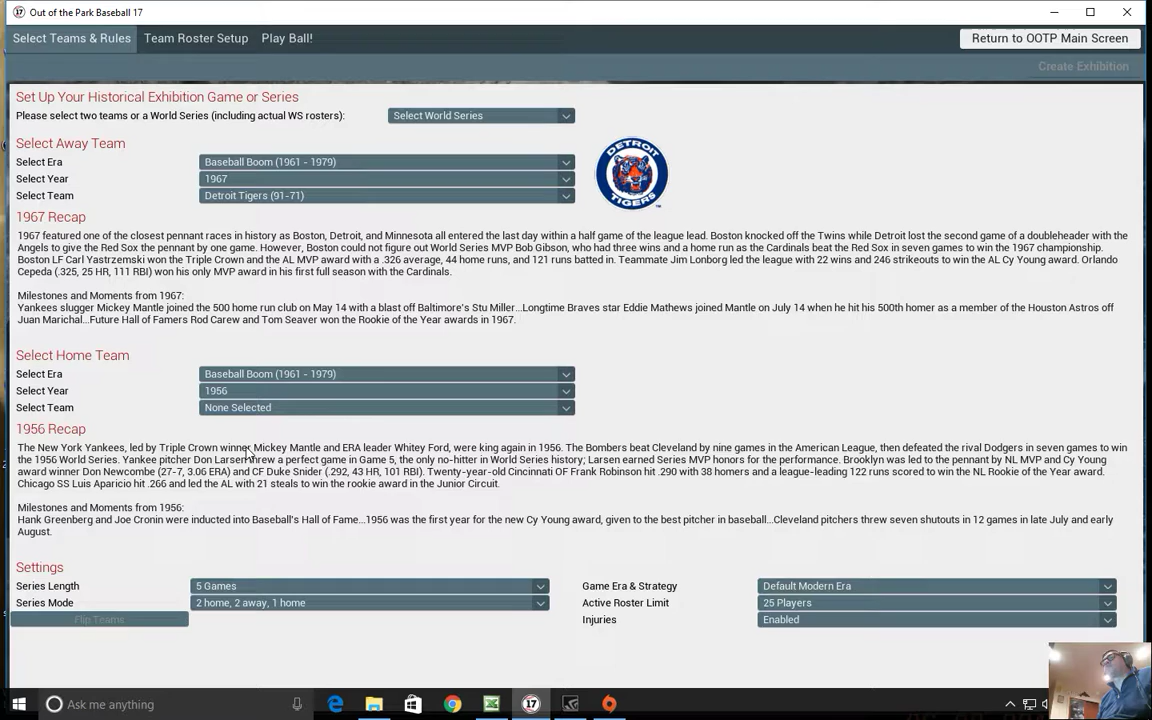 Out of the Park Baseball 17
Select Teams & Rules Team Roster Setup Play Ball! Return to OOTP Main Screen
Create Exhibition
Set Up Your Historical Exhibition Game or Series
Please select two teams or a World Series (including actual WS rosters): Select World Series
Select Away Team
Select Era Baseball Boom (1961 - 1979)
Select Year 1967
Select Team Detroit Tigers (91-71)
DETROIT
TIGERS
1967 Recap
1967 featured one of the closest pennant races in history as Boston, Detroit, and Minnesota all entered the last day within a half game of the league lead. Boston knocked off the Twins while Detroit lost the second game of a doubleheader with the
Angels to give the Red Sox the pennant by one game. However, Boston could not figure out World Series MVP Bob Gibson, who had three wins and a home run as the Cardinals beat the Red Sox in seven games to win the 1967 championship.
Boston LF Carl Yastrzemski won the Triple Crown and the AL MVP award with a .326 average, 44 home runs, and 121 runs batted in. Teammate Jim Lonborg led the league with 22 wins and 246 strikeouts to win the AL Cy Young award. Orlando
Cepeda (.325, 25 HR, 111 RBI) won his only MVP award in his first full season with the Cardinals.
Milestones and Moments from 1967:
Yankees slugger Mickey Mantle joined the 500 home run club on May 14 with a blast off Baltimore's Stu Miller...Longtime Braves star Eddie Mathews joined Mantle on July 14 when he hit his 500th homer as a member of the Houston Astros off
Juan Marichal...Future Hall of Famers Rod Carew and Tom Seaver won the Rookie of the Year awards in 1967.
Select Home Team
Select Era Baseball Boom (1961 - 1979)
Select Year 1956
Select Team None Selected
1956 Recap
The New York Yankees, led by Triple Crown winner Mickey Mantle and ERA leader Whitey Ford, were king again in 1956. The Bombers beat Cleveland by nine games in the American League, then defeated the rival Dodgers in seven games to win
the 1956 World Series. Yankee pitcher Don Larsen threw a perfect game in Game 5, the only no-hitter in World Series history; Larsen earned Series MVP honors for the performance. Brooklyn was led to the pennant by NL MVP and Cy Young
award winner Don Newcombe (27-7, 3.06 ERA) and CF Duke Snider (.292, 43 HR, 101 RBI). Twenty-year-old Cincinnati OF Frank Robinson hit .290 with 38 homers and a league-leading 122 runs scored to win the NL Rookie of the Year award.
Chicago SS Luis Aparicio hit .266 and led the AL with 21 steals to win the rookie award in the Junior Circuit.
Milestones and Moments from 1956:
Hank Greenberg and Joe Cronin were inducted into Baseball's Hall of Fame...1956 was the first year for the new Cy Young award, given to the best pitcher in baseball...Cleveland pitchers threw seven shutouts in 12 games in late July and early
August.
Settings
Series Length 5 Games Game Era & Strategy Default Modern Era
Series Mode 2 home, 2 away, 1 home Active Roster Limit 25 Players
Flip Teams Injuries Enabled
Ask me anything 17